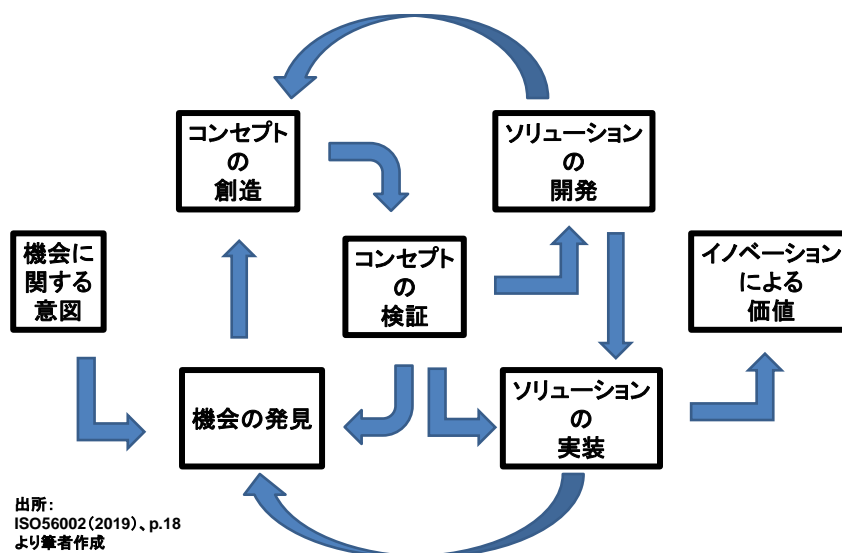 コンセプト
の
創造
ソリューション
の
開発
機会に
関する
意図
コンセプト
の
検証
イノベーション
による
価値
機会の発見
ソリューション
の
実装
出所：
ISO56002（2019）、p.18
より筆者作成